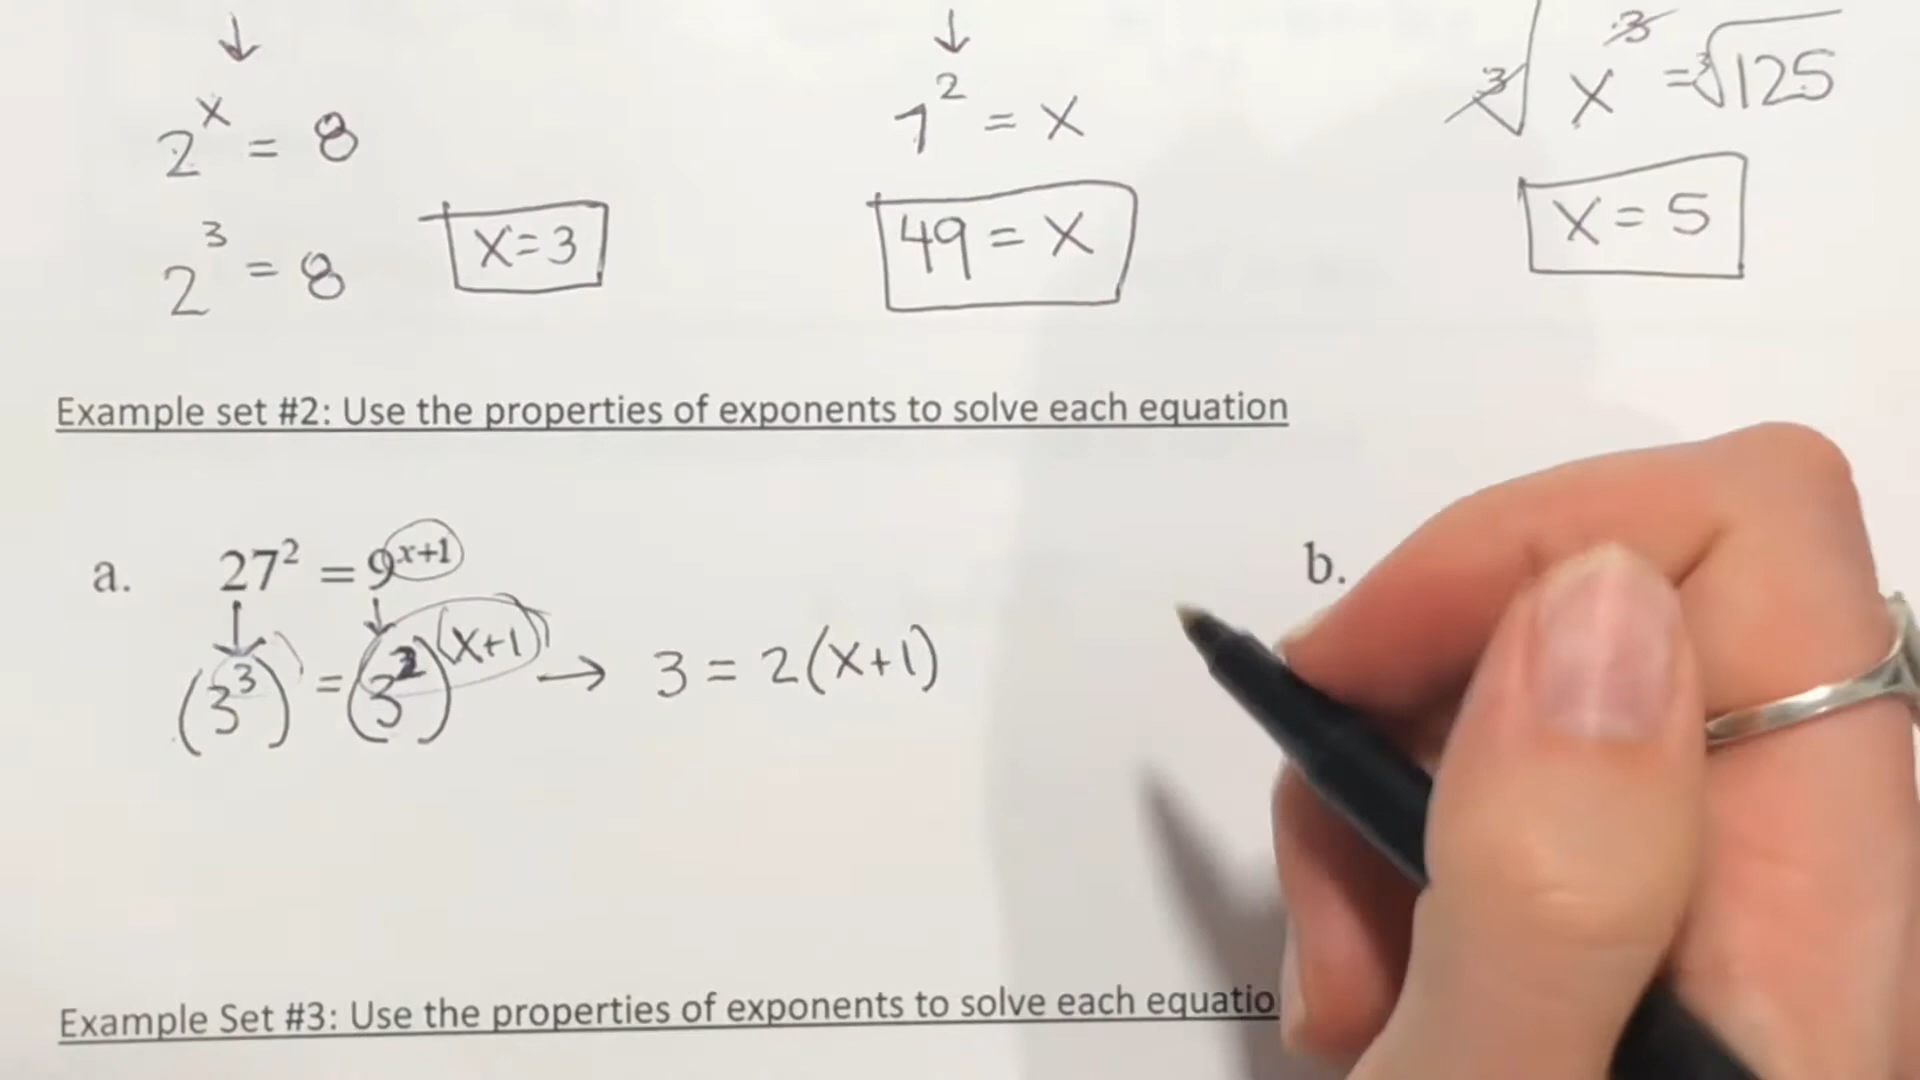 ↓ ↓
2^x = 8 7^2 = x ∛x^3 = ∛125
2^3 = 8 x=3 49 = x x = 5
Example set #2: Use the properties of exponents to solve each equation
a. 27² = 9^(x+1) b.
↓ ↓
(3^3) = (3^2)^(x+1) → 3 = 2(x+1)
Example Set #3: Use the properties of exponents to solve each equatio